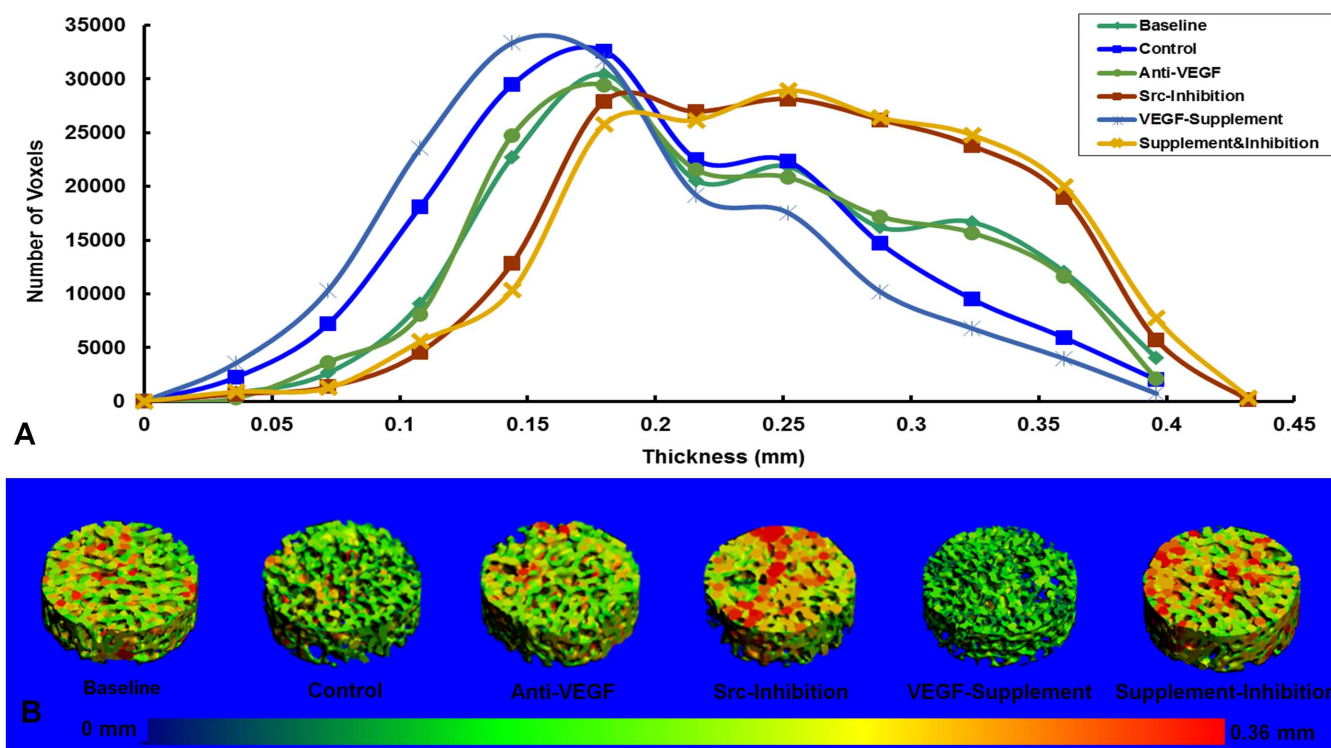 35000
30000
25000
20000
15000
10000
5000
0
Number of Voxels
0 0.05 0.1 0.15 0.2 0.25 0.3 0.35 0.4 0.45
Thickness (mm)
Baseline
Control
Anti-VEGF
Src-Inhibition
VEGF-Supplement
Supplement&Inhibition
A
Baseline Control Anti-VEGF Src-Inhibition VEGF-Supplement Supplement-Inhibition
B
0 mm 0.36 mm